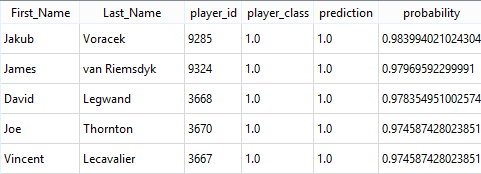 First_Name Last_Name player_id player_class prediction probability
Jakub Voracek 9285 1.0 1.0 0.983994021024304
James van Riemsdyk 9324 1.0 1.0 0.97969592299991
David Legwand 3668 1.0 1.0 0.978354951002574
Joe Thornton 3670 1.0 1.0 0.974587428023851
Vincent Lecavalier 3667 1.0 1.0 0.974587428023851